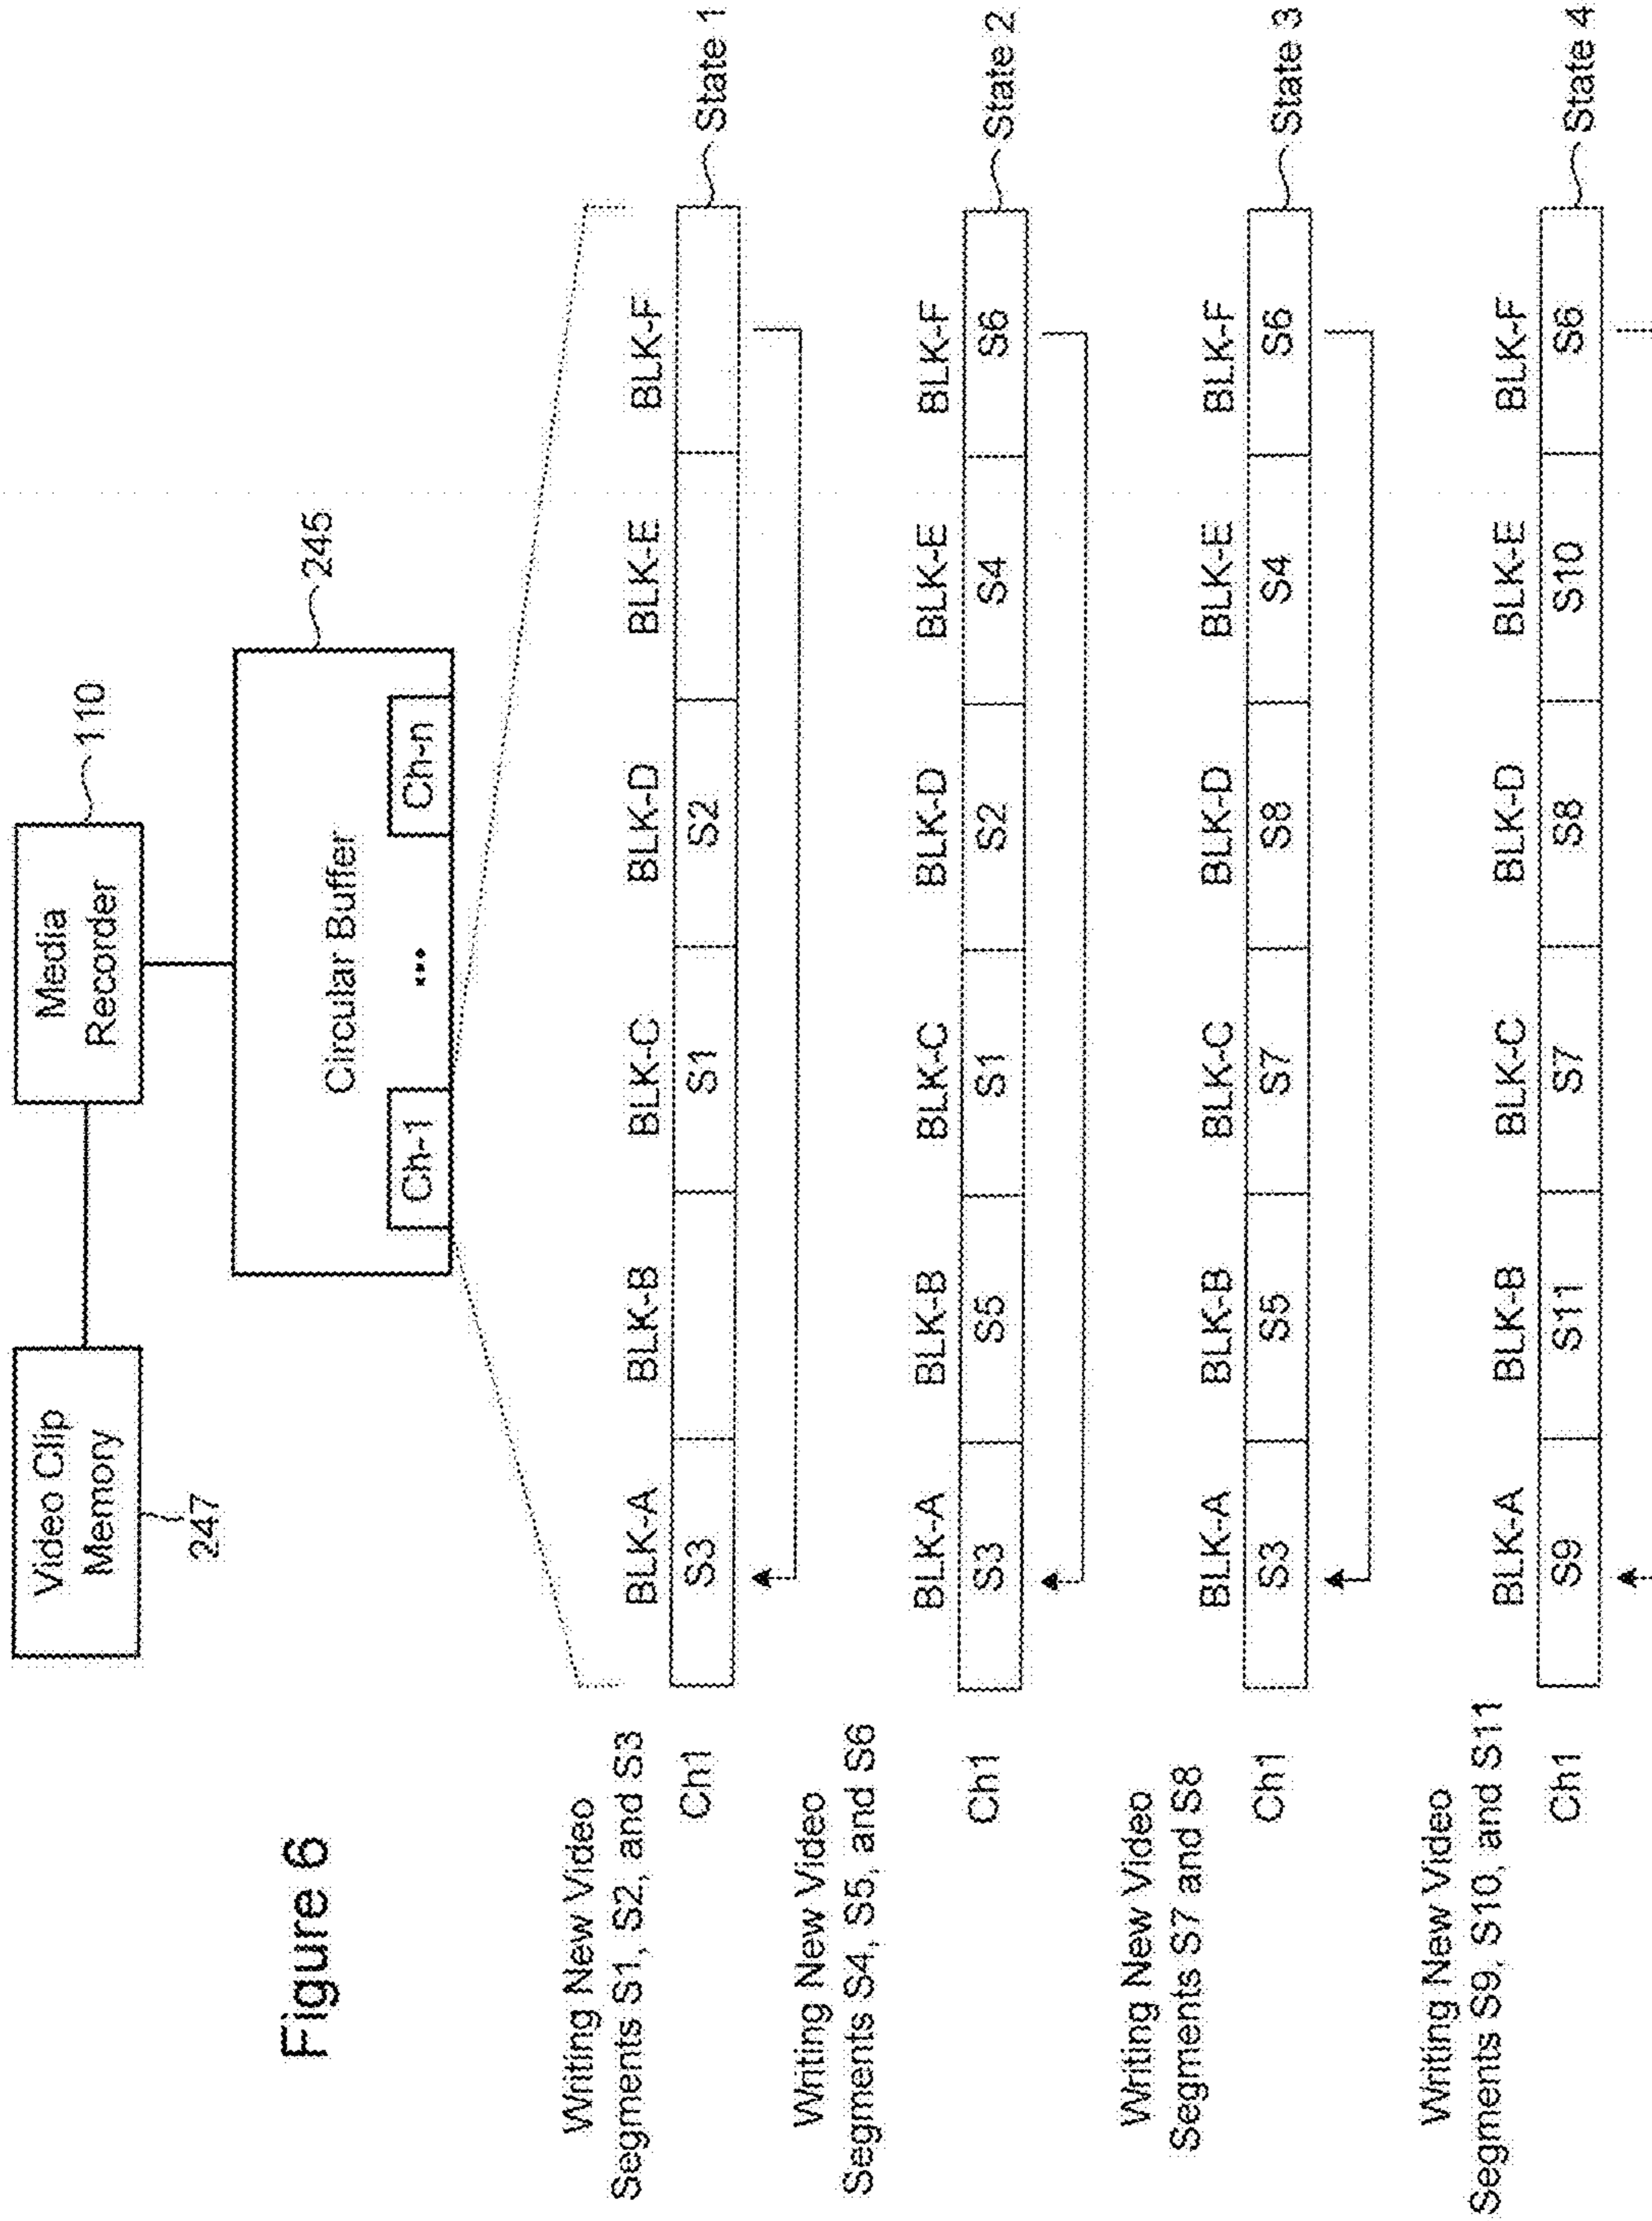 Figure 6
Video Clip
Memory
247
Media
Recorder
110
Circular Buffer
245
Ch-1
...
Ch-n
Writing New Video
Segments S1, S2, and S3
BLK-A BLK-B BLK-C BLK-D BLK-E BLK-F
Ch1 S3 S1 S2 State 1
Writing New Video
Segments S4, S5, and S6
BLK-A BLK-B BLK-C BLK-D BLK-E BLK-F
Ch1 S3 S5 S1 S2 S4 S6 State 2
Writing New Video
Segments S7 and S8
BLK-A BLK-B BLK-C BLK-D BLK-E BLK-F
Ch1 S3 S5 S7 S8 S4 S6 State 3
Writing New Video
Segments S9, S10, and S11
BLK-A BLK-B BLK-C BLK-D BLK-E BLK-F
Ch1 S9 S11 S7 S8 S10 S6 State 4